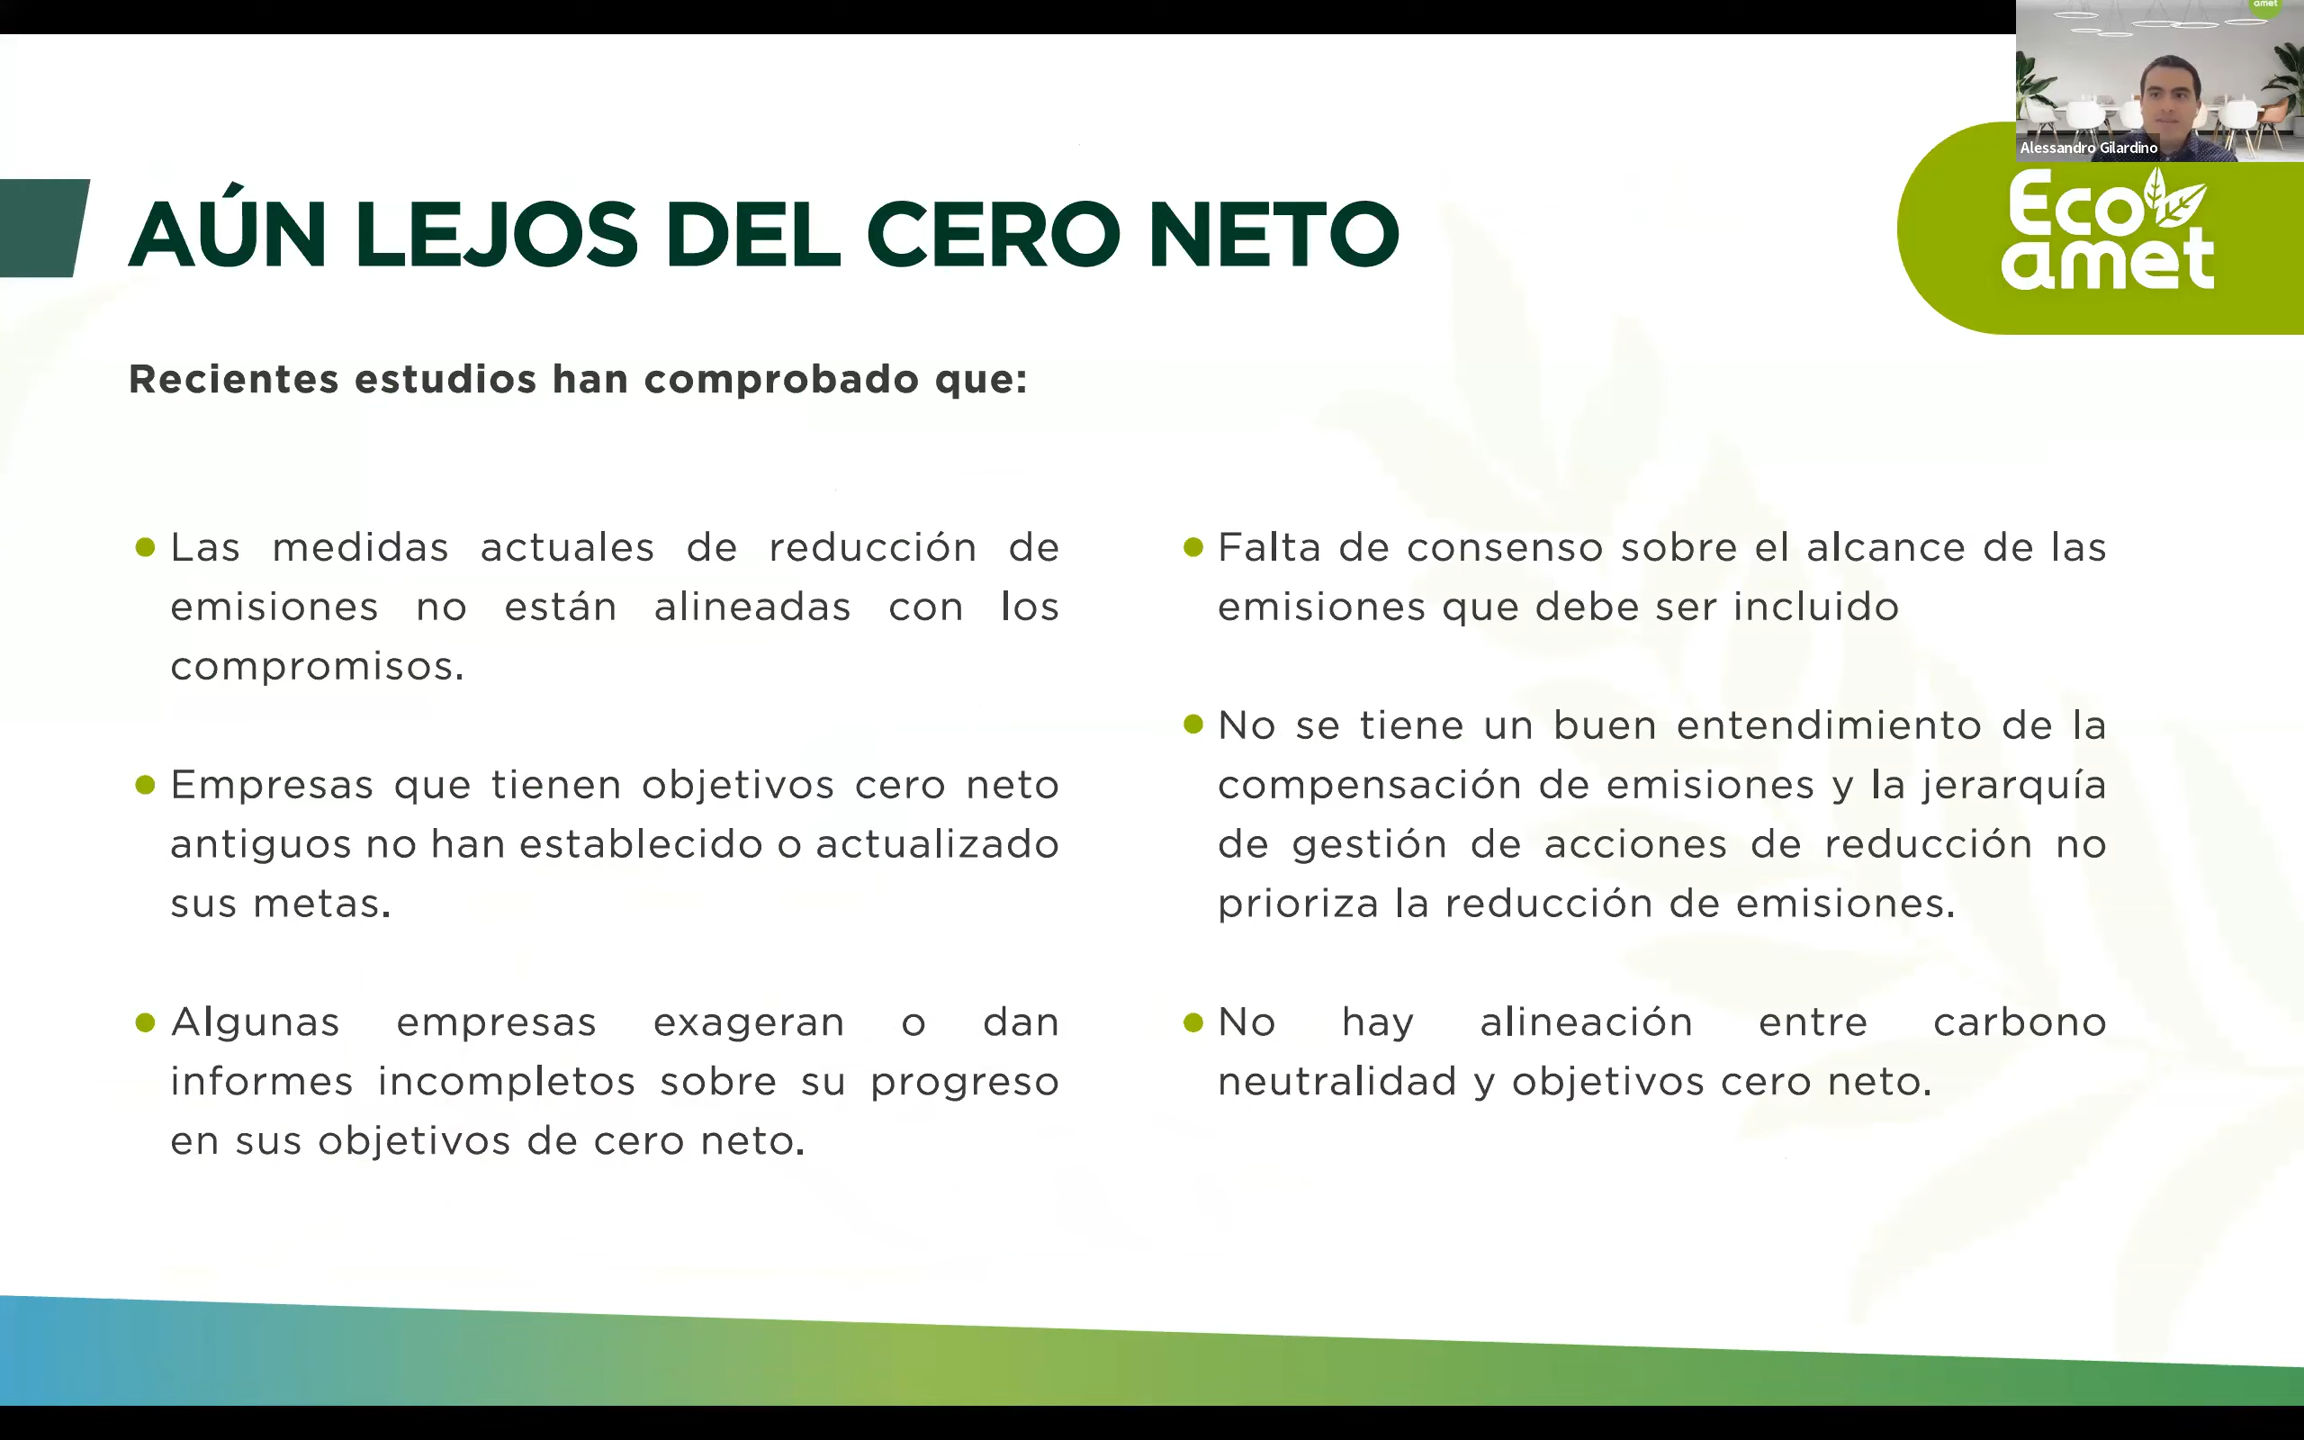 amet
Alessandro Gilardino
Eco
amet
AÚN LEJOS DEL CERO NETO
Recientes estudios han comprobado que:
Las medidas actuales de reducción de
emisiones no están alineadas con los
compromisos.
Empresas que tienen objetivos cero neto
antiguos no han establecido o actualizado
sus metas.
Algunas empresas exageran o dan
informes incompletos sobre su progreso
en sus objetivos de cero neto.
Falta de consenso sobre el alcance de las
emisiones que debe ser incluido
No se tiene un buen entendimiento de la
compensación de emisiones y la jerarquía
de gestión de acciones de reducción no
prioriza la reducción de emisiones.
No hay alineación entre carbono
neutralidad y objetivos cero neto.